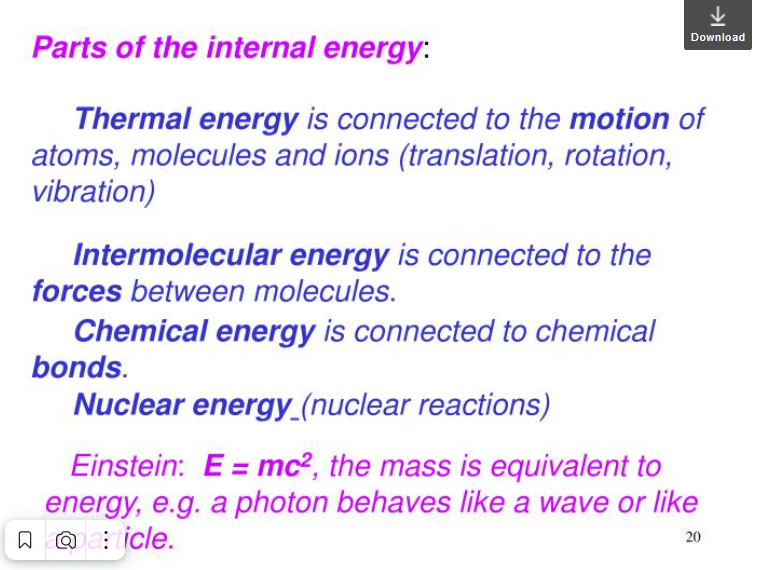 Download
Parts of the internal energy:
Thermal energy is connected to the motion of
atoms, molecules and ions (translation, rotation,
vibration)
Intermolecular energy is connected to the
forces between molecules.
Chemical energy is connected to chemical
bonds.
Nuclear energy (nuclear reactions)
Einstein: E = mc², the mass is equivalent to
energy, e.g. a photon behaves like a wave or like
a particle.
20